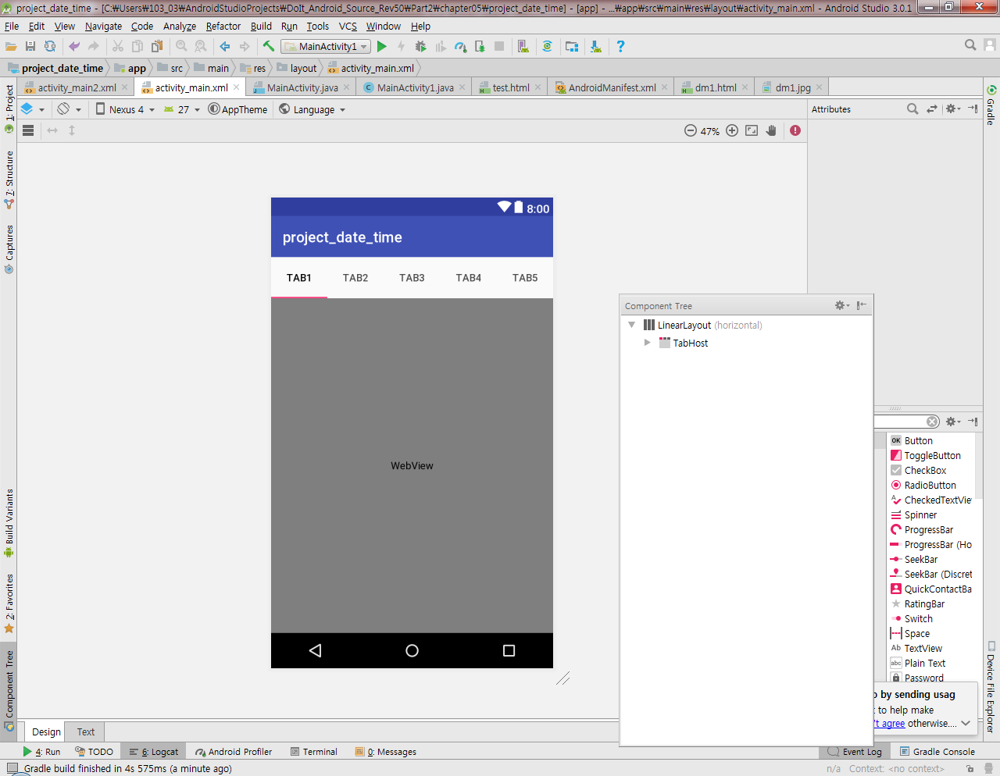 project_date_time - [C:₩Users₩103_03₩AndroidStudioProjects₩DoIt_Android_Source_Rev50₩Part2₩chapter05₩project_date_time] - [app] - ...₩app₩src₩main₩res₩layout₩activity_main.xml - Android Studio 3.0.1
File Edit View Navigate Code Analyze Refactor Build Run Tools VCS Window Help
MainActivity1
project_date_time app src main res layout activity_main.xml
activity_main2.xml activity_main.xml MainActivity.java MainActivity1.java test.html AndroidManifest.xml dm1.html dm1.jpg
1: Project
7: Structure
Captures
Build Variants
2: Favorites
Component Tree
Nexus 4 27 AppTheme Language
47%
Attributes
Gradle
8:00
project_date_time
TAB1 TAB2 TAB3 TAB4 TAB5
WebView
Component Tree
LinearLayout (horizontal)
TabHost
OK Button
ToggleButton
CheckBox
RadioButton
CheckedTextVie
Spinner
ProgressBar
ProgressBar (Ho
SeekBar
SeekBar (Discret
QuickContactBa
RatingBar
Switch
Space
Ab TextView
abc Plain Text
Password
Device File Explorer
p by sending usag
t to help make
't agree otherwise....
Design Text
4: Run TODO 6: Logcat Android Profiler Terminal 0: Messages Event Log Gradle Console
Gradle build finished in 4s 575ms (a minute ago) n/a Context: <no context>